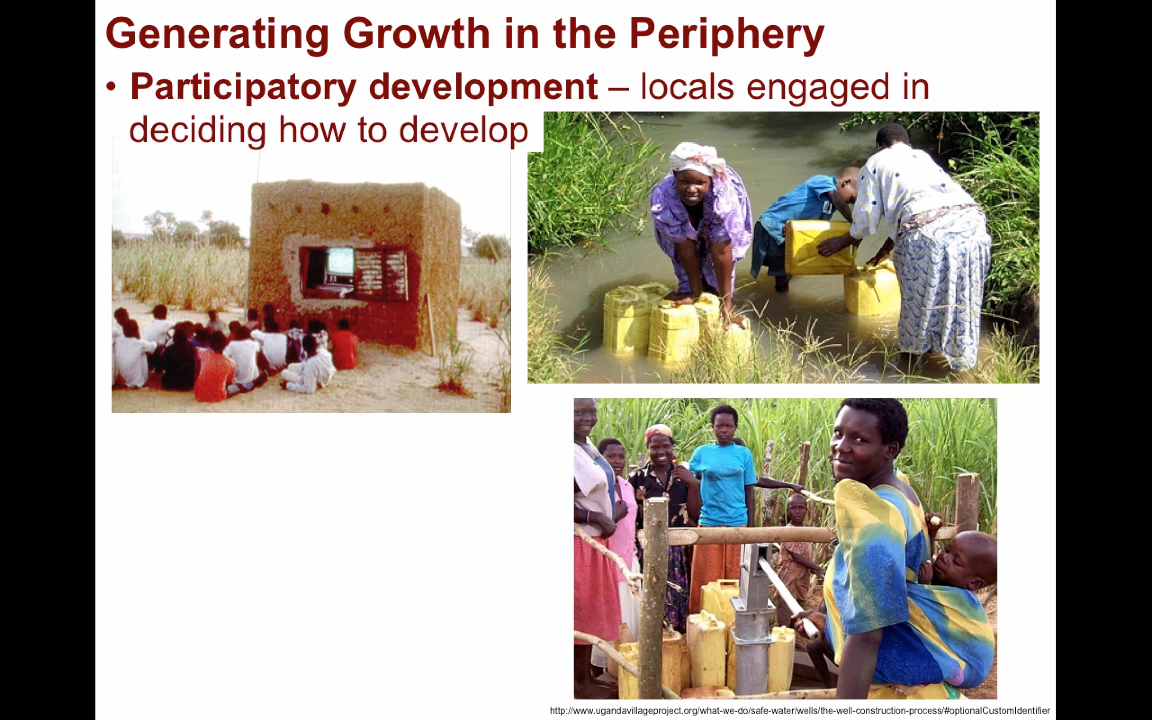 Generating Growth in the Periphery
• Participatory development – locals engaged in
deciding how to develop
http://www.ugandavillageproject.org/what-we-do/safe-water/wells/the-well-construction-process/#optionalCustomIdentifier